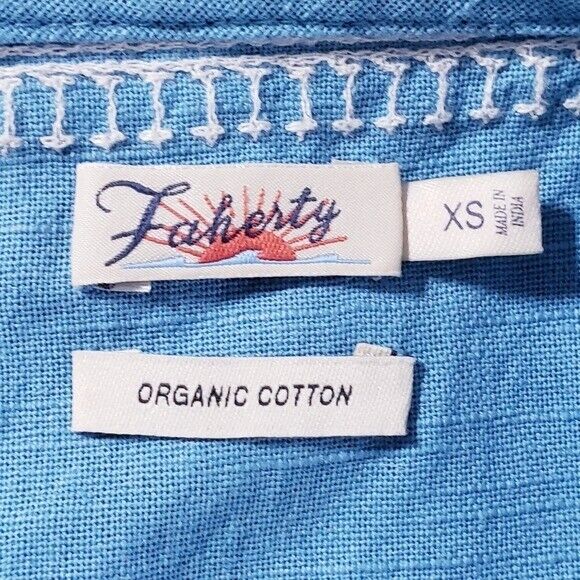 Faherty
XS
MADE IN
INDIA
ORGANIC COTTON